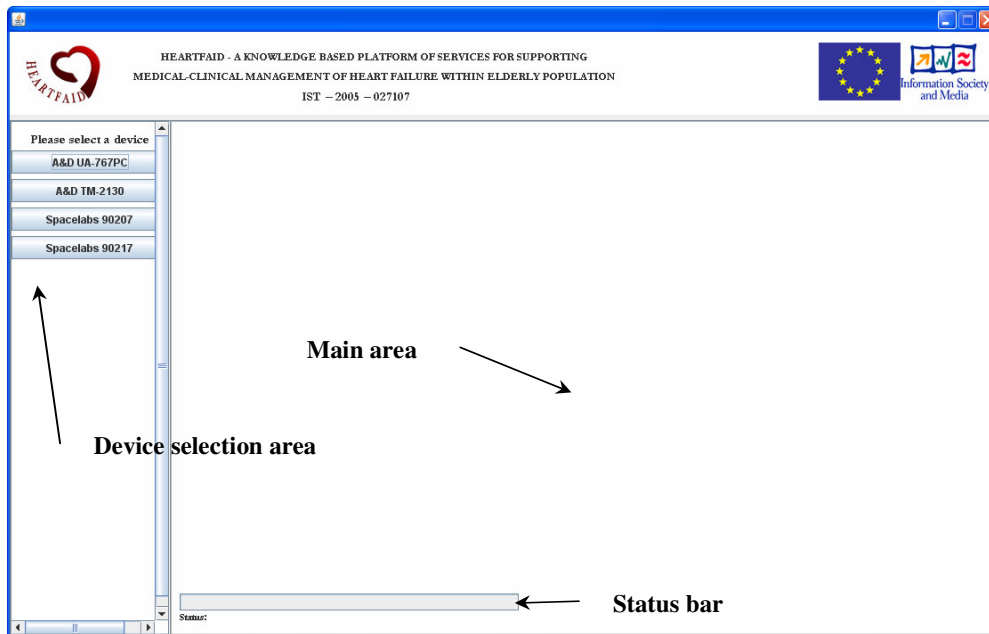 HEARTFAID
HEARTFAID - A KNOWLEDGE BASED PLATFORM OF SERVICES FOR SUPPORTING
MEDICAL-CLINICAL MANAGEMENT OF HEART FAILURE WITHIN ELDERLY POPULATION
IST – 2005 – 027107
Information Society
and Media
Please select a device
A&D UA-767PC
A&D TM-2130
Spacelabs 90207
Spacelabs 90217
Main area
Device selection area
Status bar
Status: